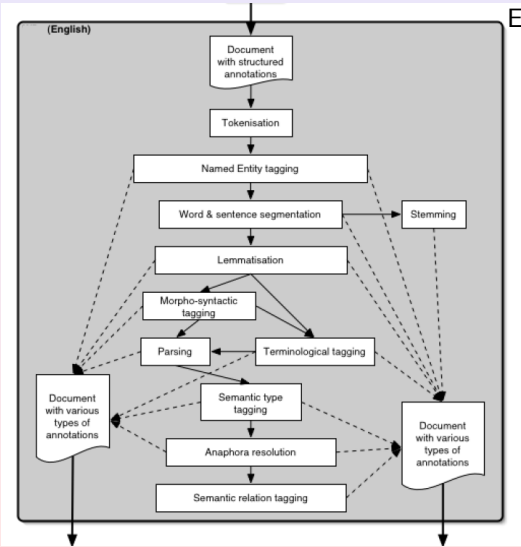 (English)
E
Document
with structured
annotations
Tokenisation
Named Entity tagging
Word & sentence segmentation
Stemming
Lemmatisation
Morpho-syntactic
tagging
Parsing
Terminological tagging
Semantic type
tagging
Document
with various
types of
annotations
Document
with various
types of
annotations
Anaphora resolution
Semantic relation tagging